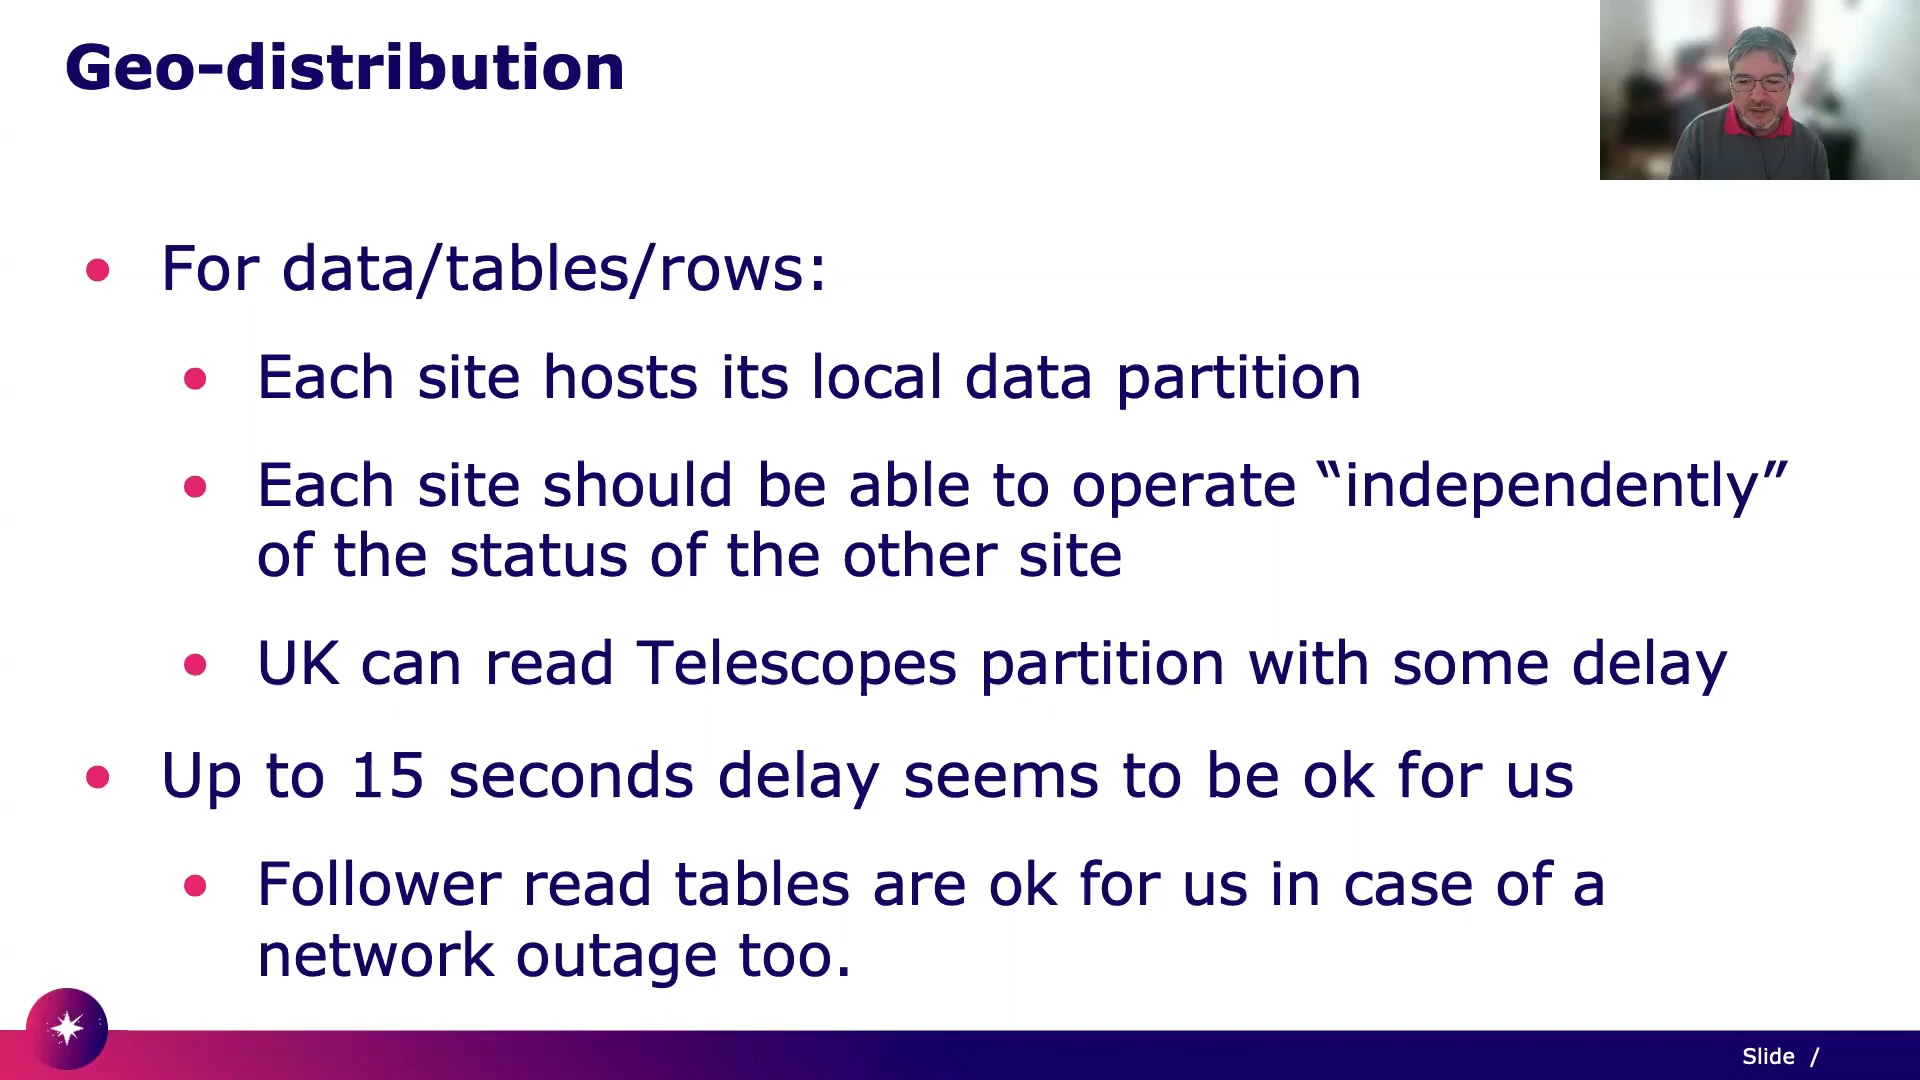 Geo-distribution
• For data/tables/rows:
• Each site hosts its local data partition
• Each site should be able to operate “independently”
of the status of the other site
• UK can read Telescopes partition with some delay
• Up to 15 seconds delay seems to be ok for us
• Follower read tables are ok for us in case of a
network outage too.
Slide /